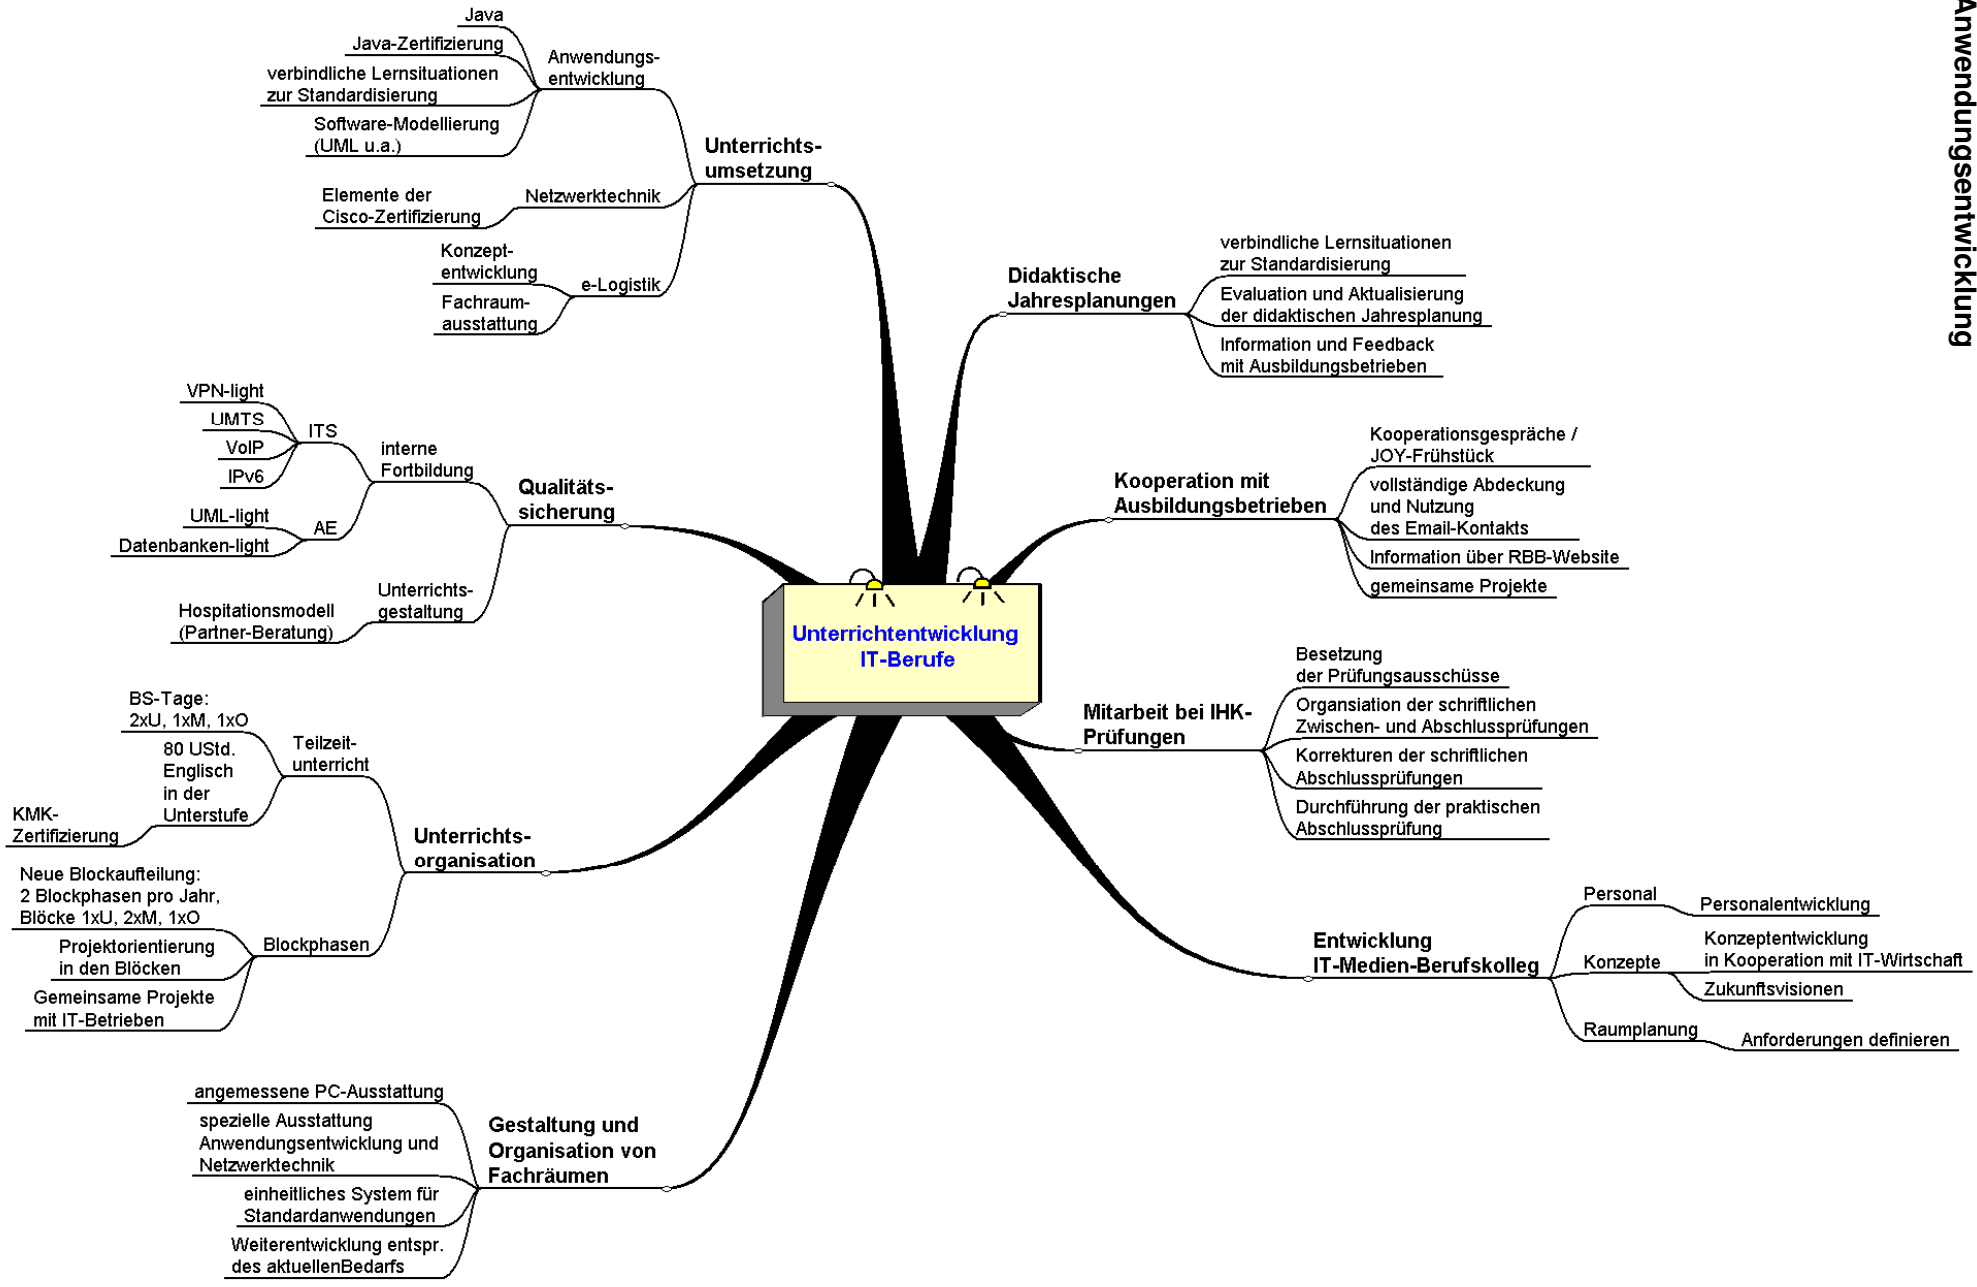 Anwendungsentwicklung
Java
Java-Zertifizierung
verbindliche Lernsituationen
zur Standardisierung
Software-Modellierung
(UML u.a.)
Anwendungs-
entwicklung
Elemente der
Cisco-Zertifizierung
Netzwerktechnik
Konzept-
entwicklung
Fachraum-
ausstattung
e-Logistik
Unterrichts-
umsetzung
VPN-light
UMTS
VoIP
IPv6
ITS
UML-light
Datenbanken-light
AE
interne
Fortbildung
Hospitationsmodell
(Partner-Beratung)
Unterrichts-
gestaltung
Qualitäts-
sicherung
BS-Tage:
2xU, 1xM, 1xO
80 UStd.
Englisch
in der
Unterstufe
KMK-
Zertifizierung
Teilzeit-
unterricht
Neue Blockaufteilung:
2 Blockphasen pro Jahr,
Blöcke 1xU, 2xM, 1xO
Projektorientierung
in den Blöcken
Gemeinsame Projekte
mit IT-Betrieben
Blockphasen
Unterrichts-
organisation
angemessene PC-Ausstattung
spezielle Ausstattung
Anwendungsentwicklung und
Netzwerktechnik
einheitliches System für
Standardanwendungen
Weiterentwicklung entspr.
des aktuellenBedarfs
Gestaltung und
Organisation von
Fachräumen
Unterrichtentwicklung
IT-Berufe
Didaktische
Jahresplanungen
verbindliche Lernsituationen
zur Standardisierung
Evaluation und Aktualisierung
der didaktischen Jahresplanung
Information und Feedback
mit Ausbildungsbetrieben
Kooperation mit
Ausbildungsbetrieben
Kooperationsgespräche /
JOY-Frühstück
vollständige Abdeckung
und Nutzung
des Email-Kontakts
Information über RBB-Website
gemeinsame Projekte
Mitarbeit bei IHK-
Prüfungen
Besetzung
der Prüfungsausschüsse
Organsiation der schriftlichen
Zwischen- und Abschlussprüfungen
Korrekturen der schriftlichen
Abschlussprüfungen
Durchführung der praktischen
Abschlussprüfung
Entwicklung
IT-Medien-Berufskolleg
Personal
Personalentwicklung
Konzepte
Konzeptentwicklung
in Kooperation mit IT-Wirtschaft
Zukunftsvisionen
Raumplanung
Anforderungen definieren